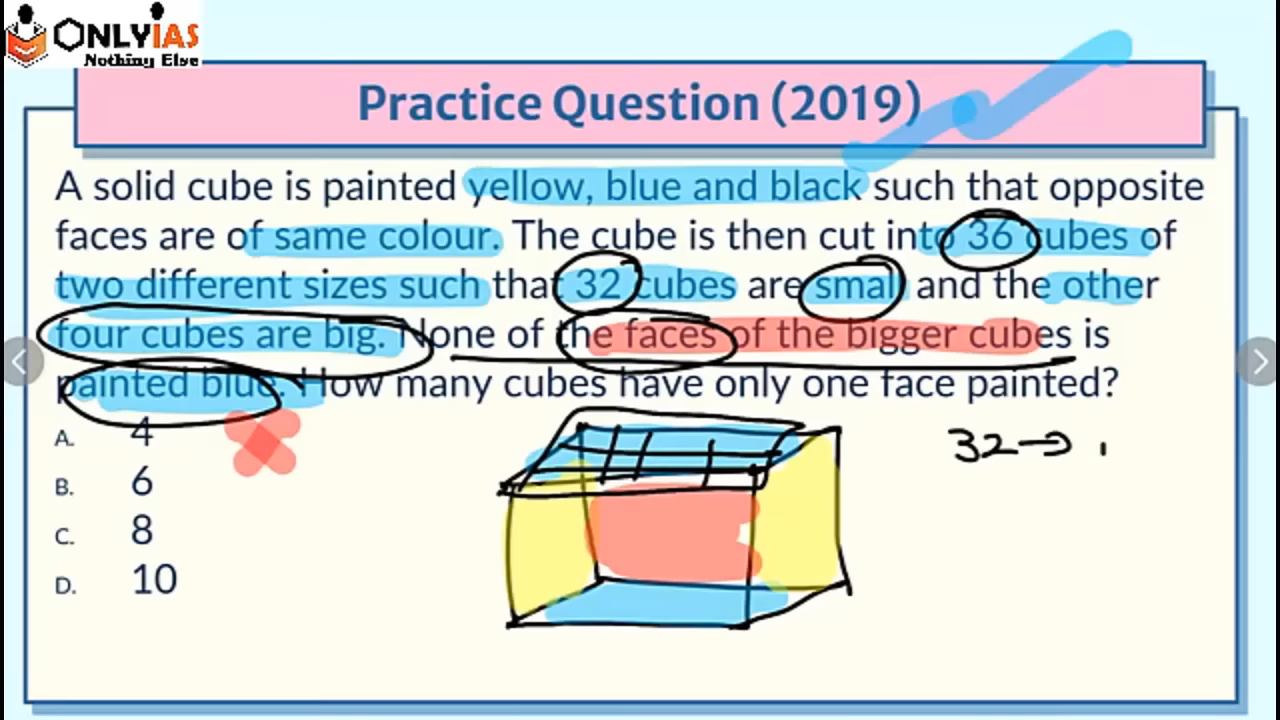 ONLYIAS
Nothing Else
Practice Question (2019)
A solid cube is painted yellow, blue and black such that opposite
faces are of same colour. The cube is then cut into 36 cubes of
two different sizes such that 32 cubes are small and the other
four cubes are big. None of the faces of the bigger cubes is
painted blue. How many cubes have only one face painted?
A. 4
B. 6
C. 8
D. 10
32→